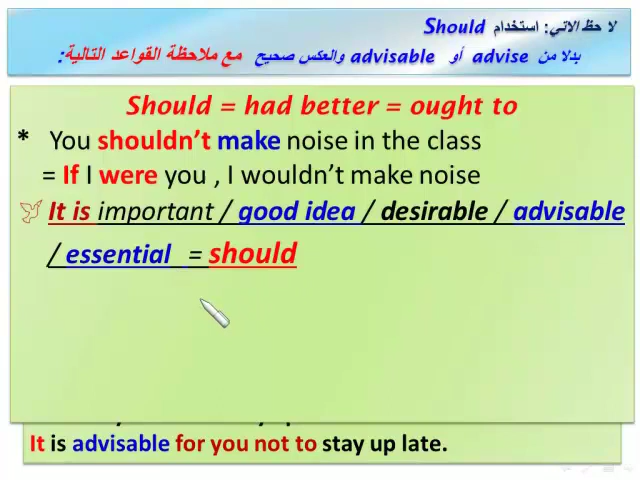 لا حظ الاتي: استخدام Should
بدلا من advise أو advisable والعكس صحيح مع ملاحظة القواعد التالية:
Should = had better = ought to
* You shouldn't make noise in the class
= If I were you , I wouldn't make noise
It is important / good idea / desirable / advisable
/ essential = should
It is advisable for you not to stay up late.